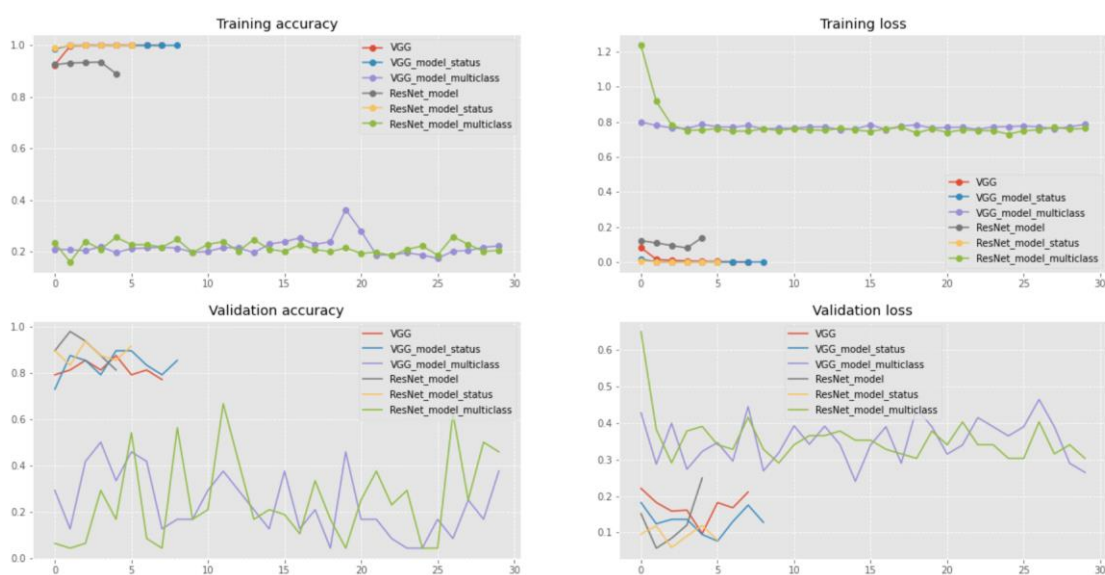 Training accuracy
1.0
0.8
0.6
0.4
0.2
0 5 10 15 20 25 30
VGG
VGG_model_status
VGG_model_multiclass
ResNet_model
ResNet_model_status
ResNet_model_multiclass
Training loss
1.2
1.0
0.8
0.6
0.4
0.2
0.0
0 5 10 15 20 25 30
VGG
VGG_model_status
VGG_model_multiclass
ResNet_model
ResNet_model_status
ResNet_model_multiclass
Validation accuracy
1.0
0.8
0.6
0.4
0.2
0.0
0 5 10 15 20 25 30
VGG
VGG_model_status
VGG_model_multiclass
ResNet_model
ResNet_model_status
ResNet_model_multiclass
Validation loss
0.6
0.5
0.4
0.3
0.2
0.1
0 5 10 15 20 25 30
VGG
VGG_model_status
VGG_model_multiclass
ResNet_model
ResNet_model_status
ResNet_model_multiclass